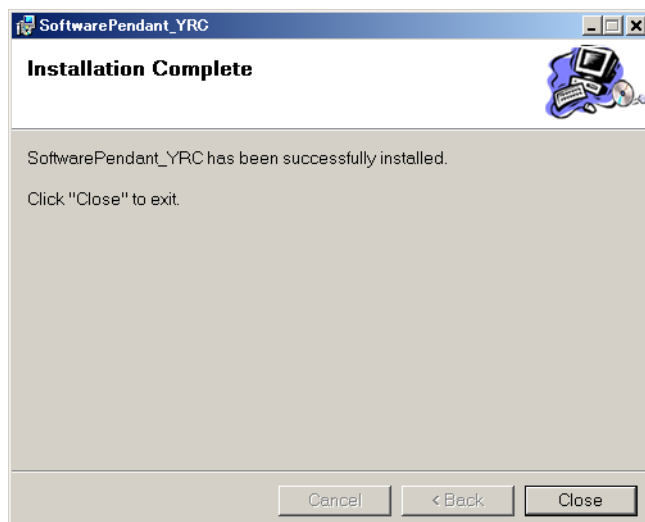 SoftwarePendant_YRC
Installation Complete
SoftwarePendant_YRC has been successfully installed.
Click "Close" to exit.
Cancel
< Back
Close